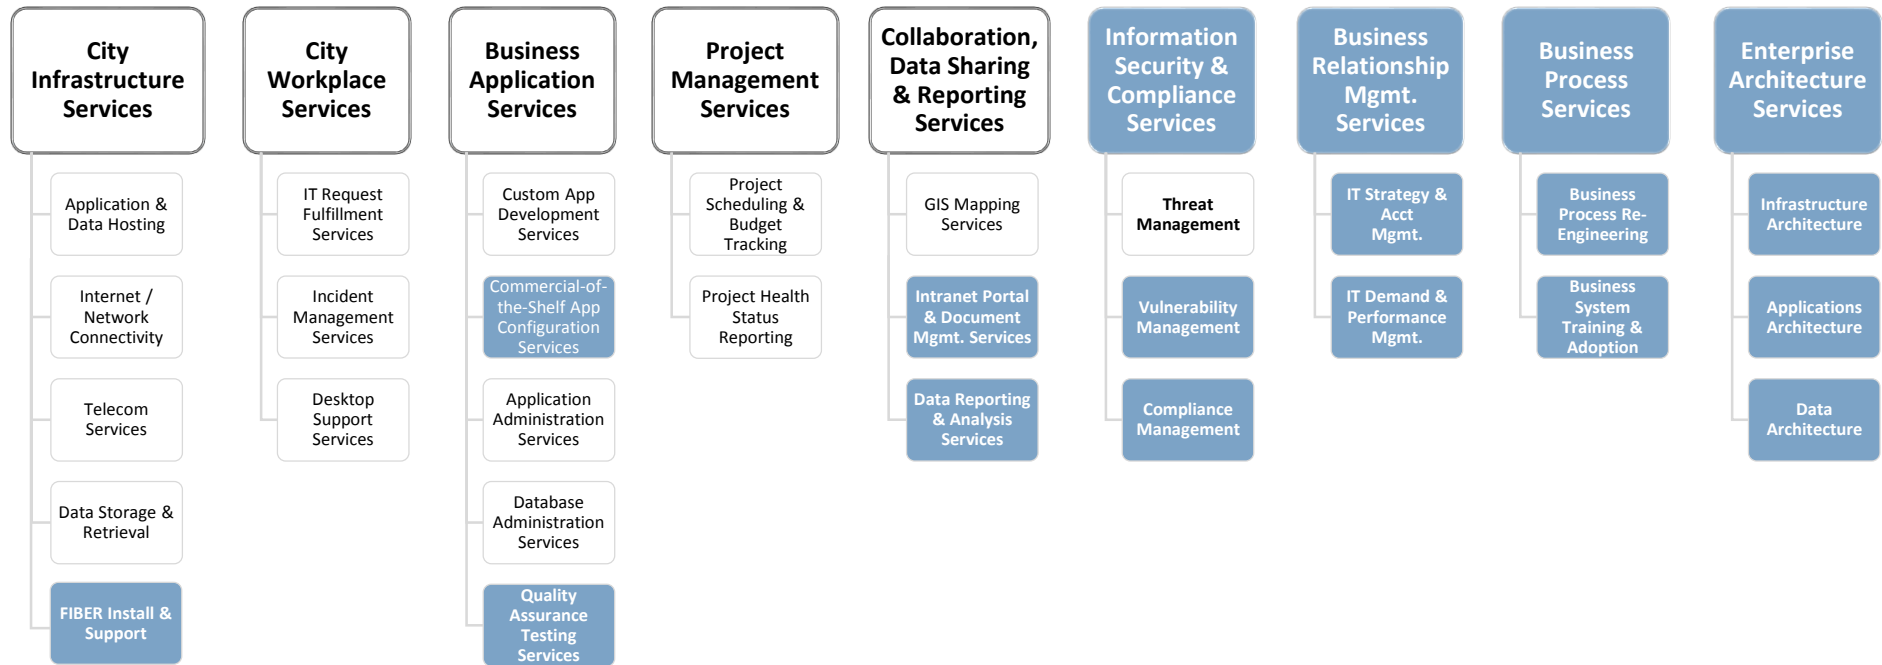 City
Infrastructure
Services
Application &
Data Hosting
Internet /
Network
Connectivity
Telecom
Services
Data Storage &
Retrieval
FIBER Install &
Support
City
Workplace
Services
IT Request
Fulfillment
Services
Incident
Management
Services
Desktop
Support
Services
Business
Application
Services
Custom App
Development
Services
Commercial-of-
the-Shelf App
Configuration
Services
Application
Administration
Services
Database
Administration
Services
Quality
Assurance
Testing
Services
Project
Management
Services
Project
Scheduling &
Budget
Tracking
Project Health
Status
Reporting
Collaboration,
Data Sharing
& Reporting
Services
GIS Mapping
Services
Intranet Portal
& Document
Mgmt. Services
Data Reporting
& Analysis
Services
Information
Security &
Compliance
Services
Threat
Management
Vulnerability
Management
Compliance
Management
Business
Relationship
Mgmt.
Services
IT Strategy &
Acct
Mgmt.
IT Demand &
Performance
Mgmt.
Business
Process
Services
Business
Process Re-
Engineering
Business
System
Training &
Adoption
Enterprise
Architecture
Services
Infrastructure
Architecture
Applications
Architecture
Data
Architecture